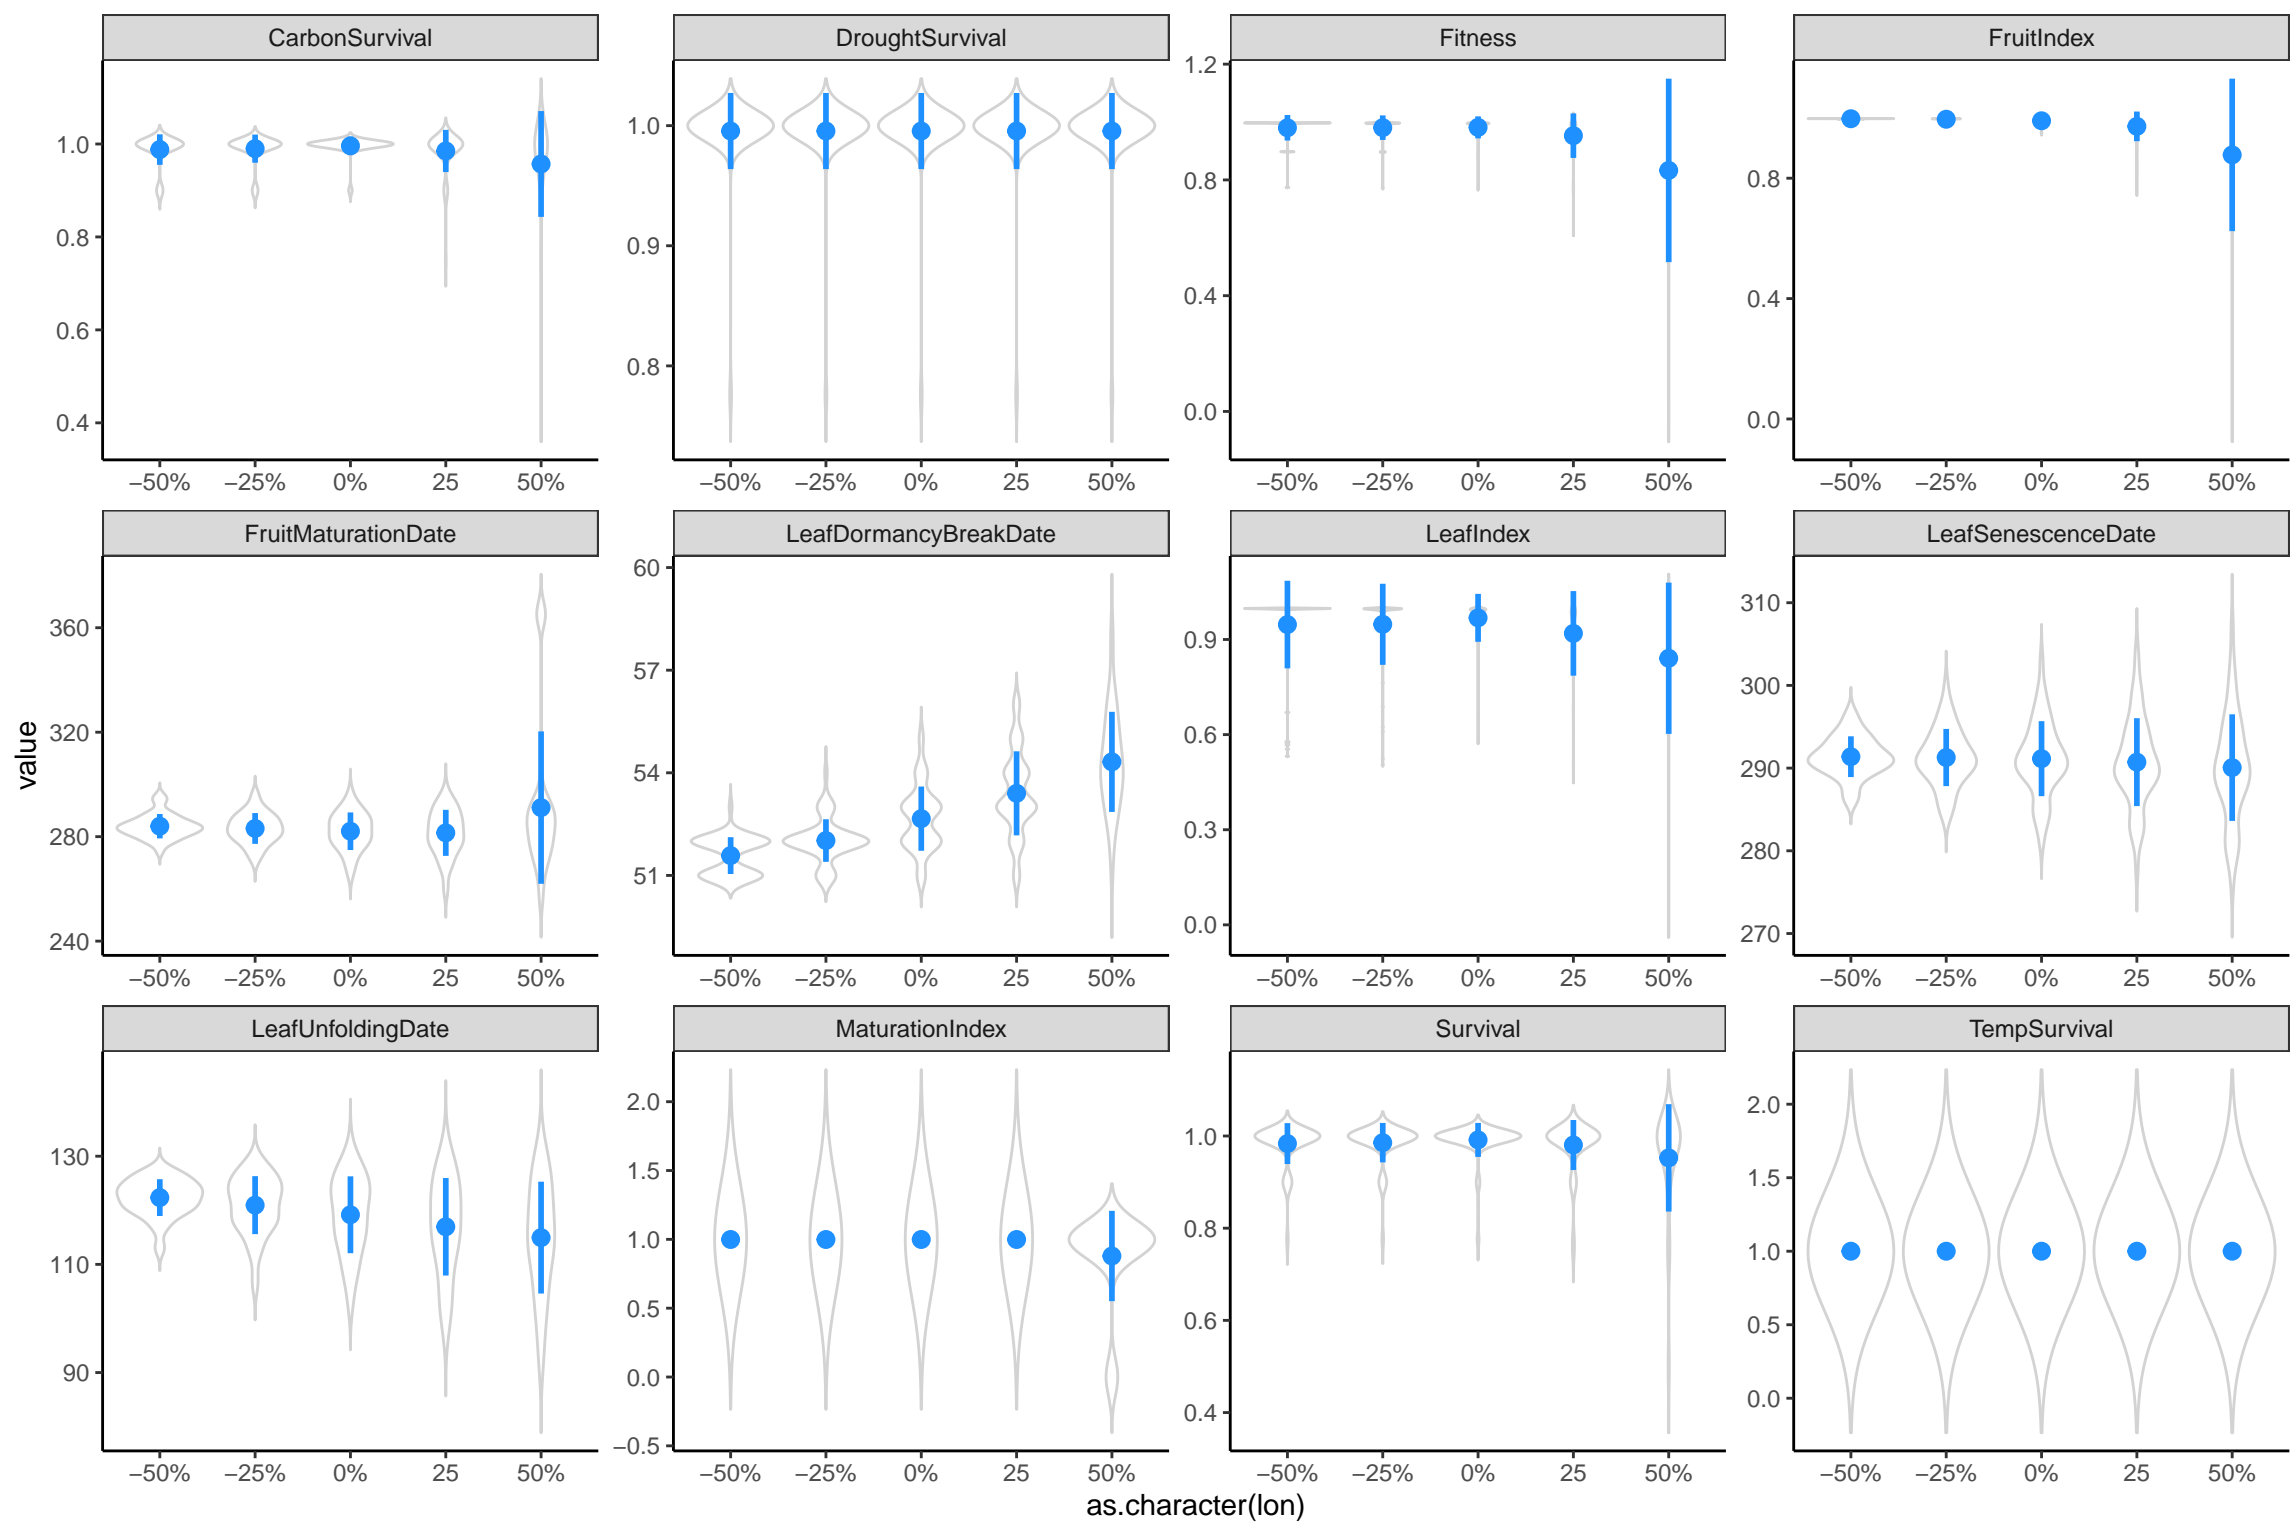 CarbonSurvival DroughtSurvival Fitness FruitIndex
1.0 0.8 0.6 0.4
1.0 0.9 0.8
1.2 0.8 0.4 0.0
0.8 0.4 0.0
−50% −25% 0% 25 50% −50% −25% 0% 25 50% −50% −25% 0% 25 50% −50% −25% 0% 25 50%
FruitMaturationDate LeafDormancyBreakDate LeafIndex LeafSenescenceDate
value
360 320 280 240
60 57 54 51
0.9 0.6 0.3 0.0
310 300 290 280 270
−50% −25% 0% 25 50% −50% −25% 0% 25 50% −50% −25% 0% 25 50% −50% −25% 0% 25 50%
LeafUnfoldingDate MaturationIndex Survival TempSurvival
130 110 90
2.0 1.5 1.0 0.5 0.0 −0.5
1.0 0.8 0.6 0.4
2.0 1.5 1.0 0.5 0.0
−50% −25% 0% 25 50% −50% −25% 0% 25 50% −50% −25% 0% 25 50% −50% −25% 0% 25 50%
as.character(lon)